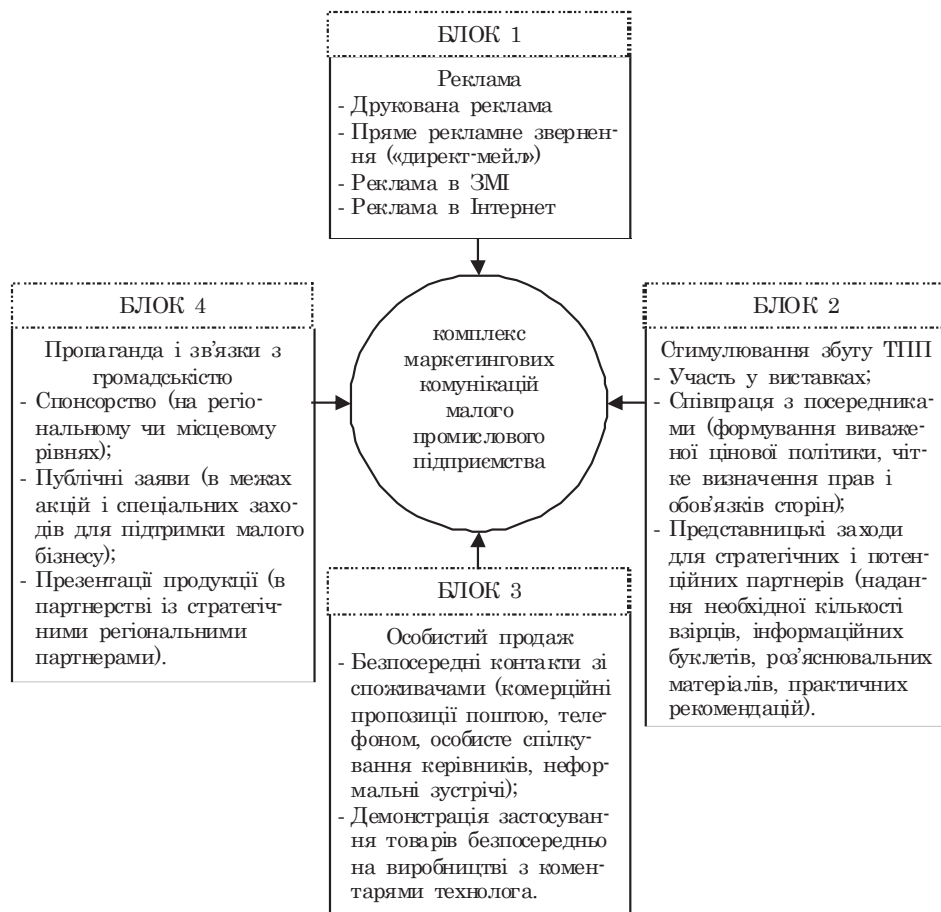 БЛОК 1
Реклама
- Друкована реклама
- Пряме рекламне звернен-
ня («директ-мейл»)
- Реклама в ЗМІ
- Реклама в Інтернет
БЛОК 4
Пропаганда і зв'язки з
громадськістю
- Спонсорство (на регіо-
нальному чи місцевому
рівнях);
- Публічні заяви (в межах
акцій і спеціальних захо-
дів для підтримки малого
бізнесу);
- Презентації продукції (в
партнерстві із стратегіч-
ними регіональними
партнерами).
комплекс
маркетингових
комунікацій
малого
промислового
підприємства
БЛОК 2
Стимулювання збуту ТПП
- Участь у виставках;
- Співпраця з посередника-
ми (формування виваже-
ної цінової політики, чіт-
ке визначення прав і
обов'язків сторін);
- Представницькі заходи
для стратегічних і потен-
ційних партнерів (надан-
ня необхідної кількості
взірців, інформаційних
буклетів, роз'яснювальних
матеріалів, практичних
рекомендацій).
БЛОК 3
Особистий продаж
- Безпосередні контакти зі
споживачами (комерційні
пропозиції поштою, теле-
фоном, особисте спілку-
вання керівників, нефор-
мальні зустрічі);
- Демонстрація застосуван-
ня товарів безпосередньо
на виробництві з комен-
тарями технолога.